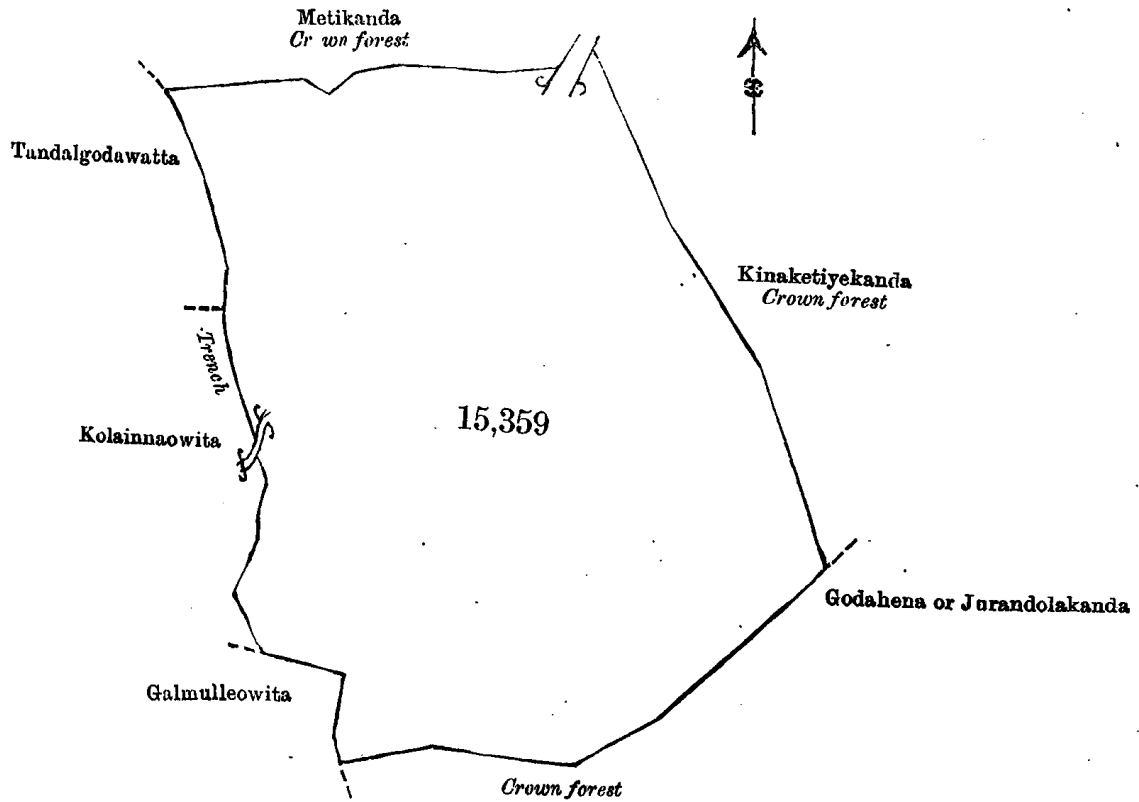 Metikanda
Cr wn forest
Tandalgodawatta
Kinaketiyekanda
Crown forest
Trench
15,359
Kolainnaowita
Godahena or Jurandolakanda
Galmulleowita
Crown forest